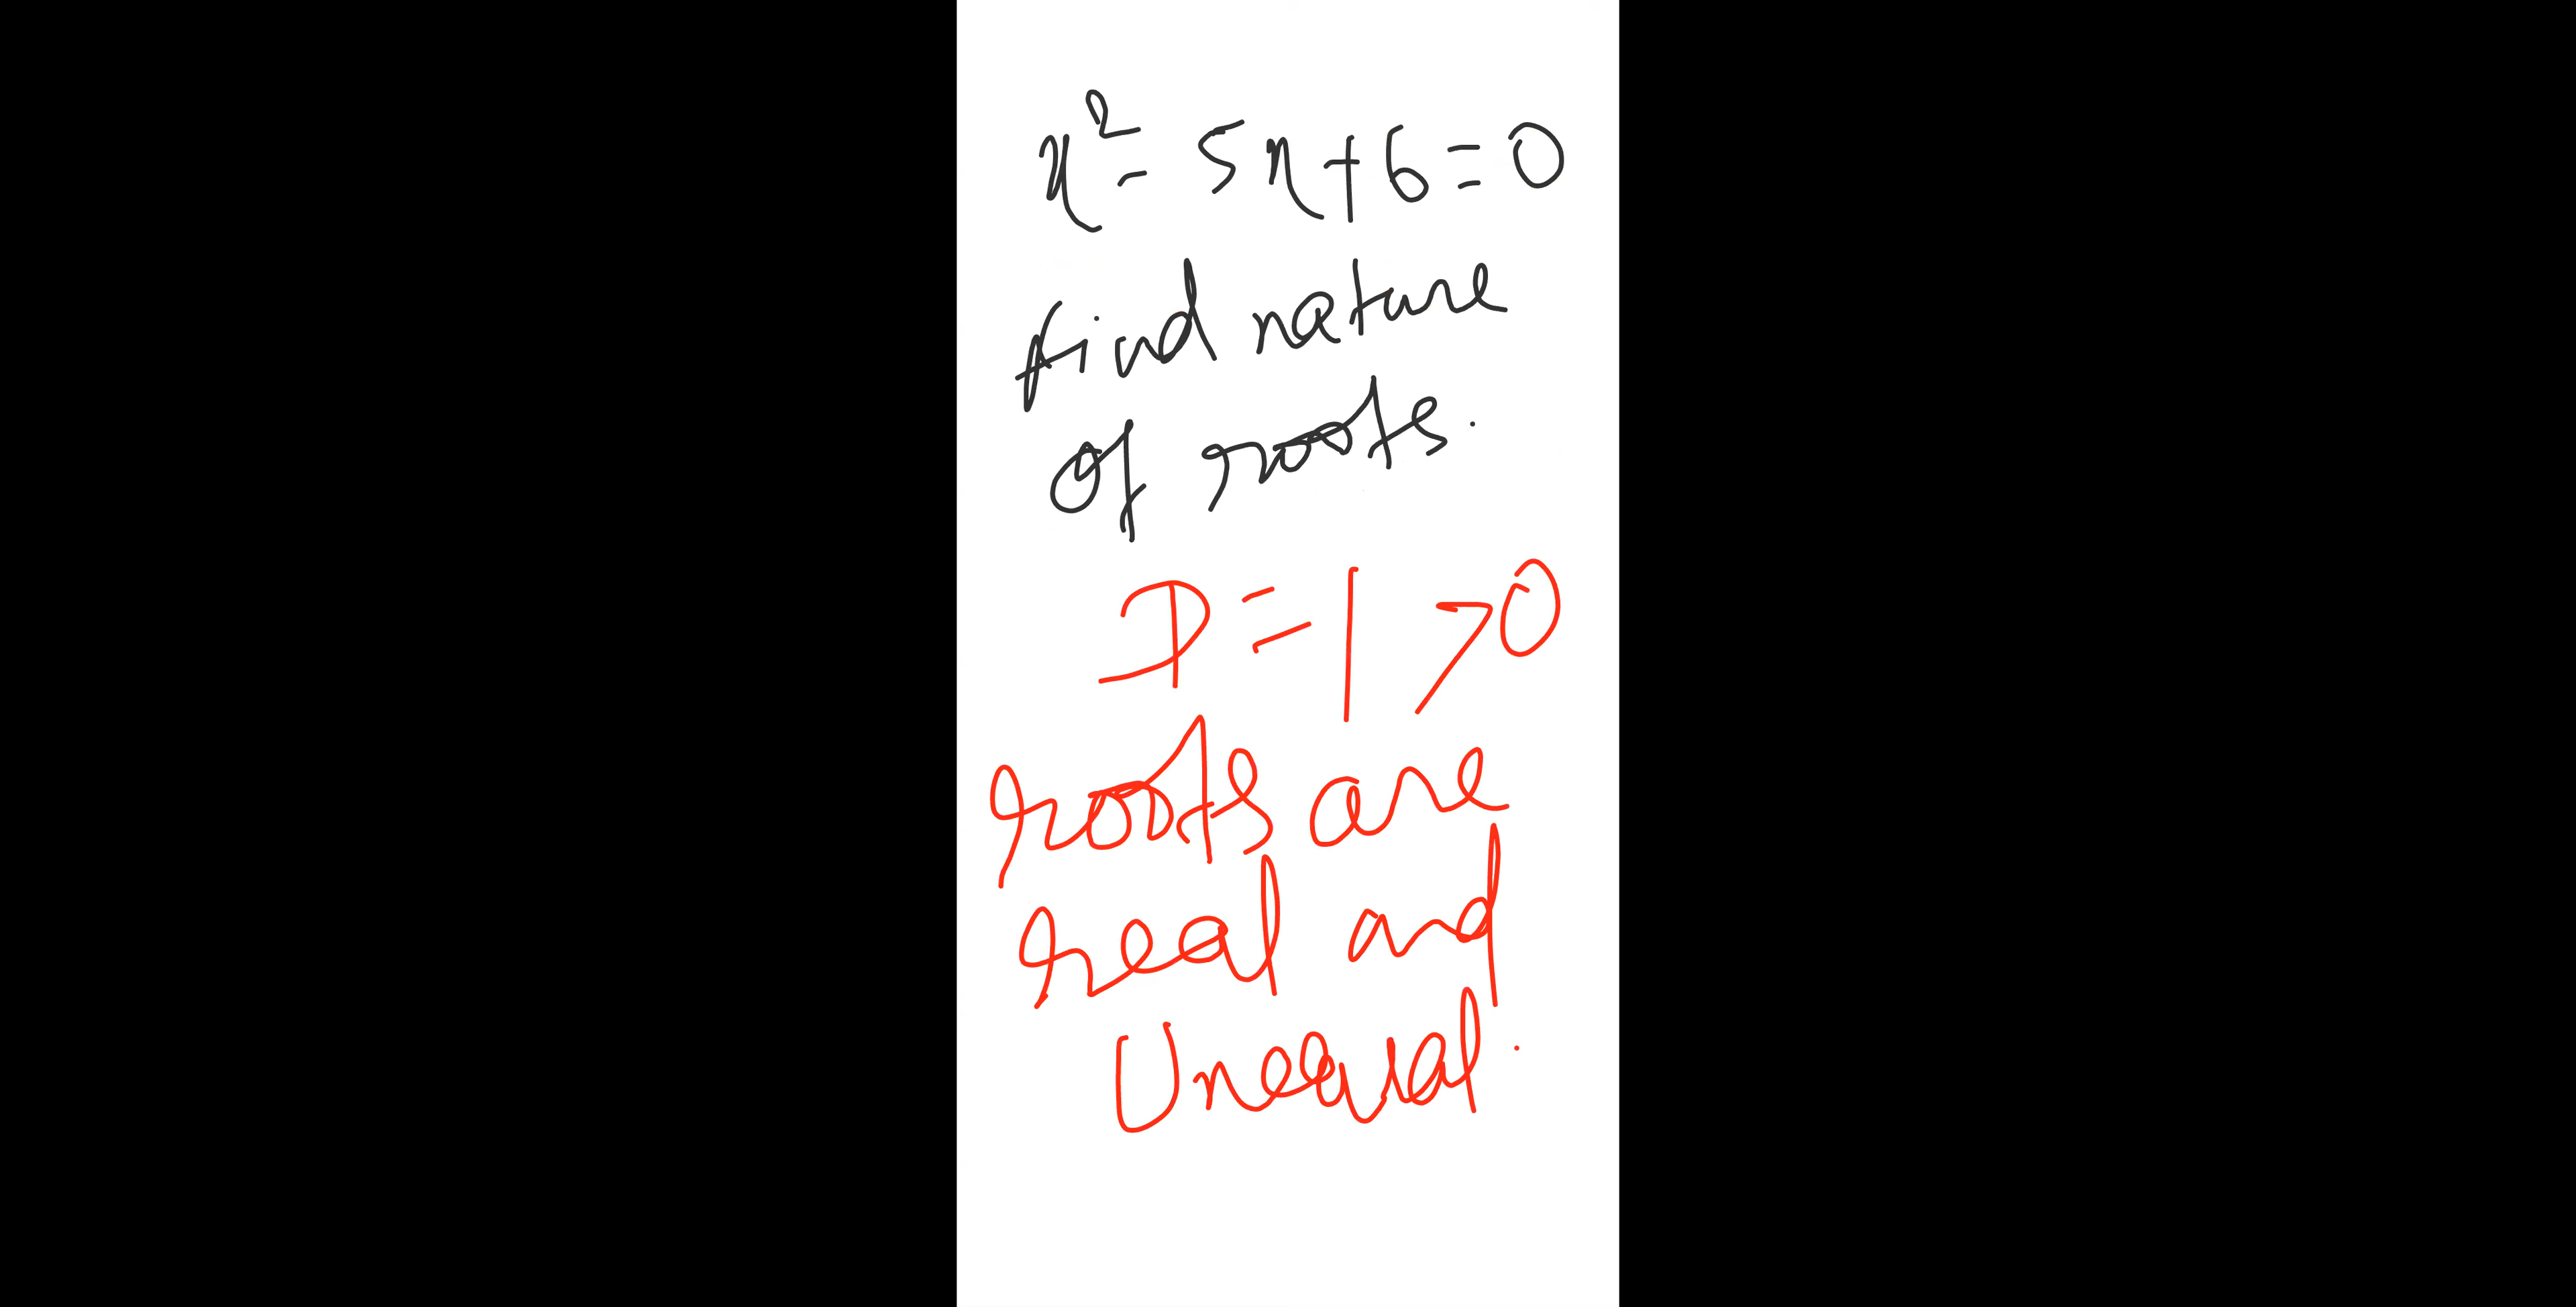 x² - 5x + 6 = 0
find nature
of roots.
D = 1 > 0
roots are
real and
Unequal.